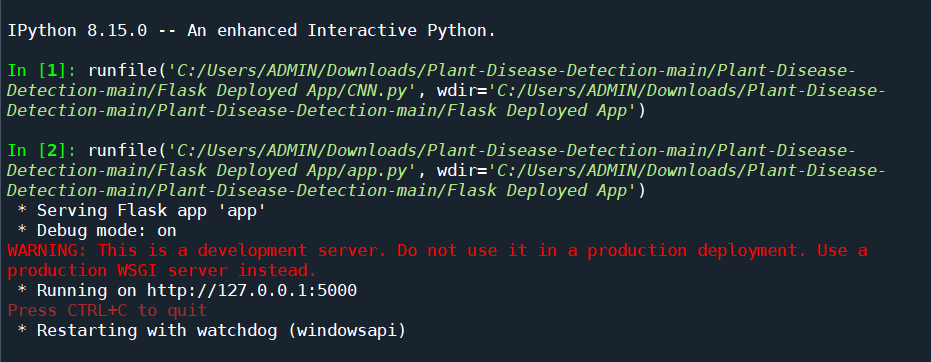 IPython 8.15.0 -- An enhanced Interactive Python.
In [1]: runfile('C:/Users/ADMIN/Downloads/Plant-Disease-Detection-main/Plant-Disease-
Detection-main/Flask Deployed App/CNN.py', wdir='C:/Users/ADMIN/Downloads/Plant-Disease-
Detection-main/Plant-Disease-Detection-main/Flask Deployed App')
In [2]: runfile('C:/Users/ADMIN/Downloads/Plant-Disease-Detection-main/Plant-Disease-
Detection-main/Flask Deployed App/app.py', wdir='C:/Users/ADMIN/Downloads/Plant-Disease-
Detection-main/Plant-Disease-Detection-main/Flask Deployed App')
 * Serving Flask app 'app'
 * Debug mode: on
WARNING: This is a development server. Do not use it in a production deployment. Use a
production WSGI server instead.
 * Running on http://127.0.0.1:5000
Press CTRL+C to quit
 * Restarting with watchdog (windowsapi)